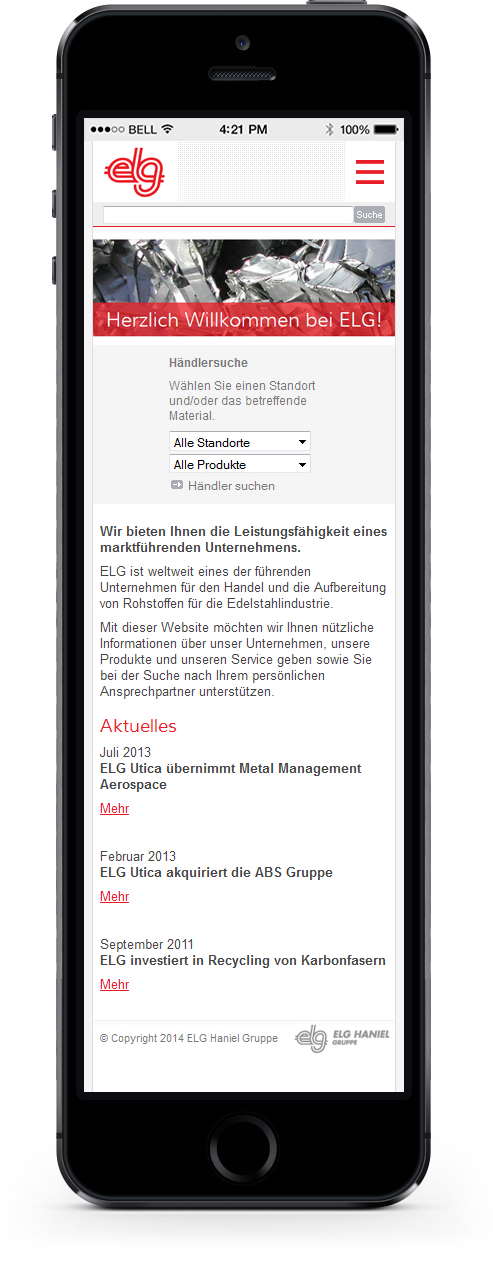 BELL
4:21 PM
100%
elg
Suche
Herzlich Willkommen bei ELG!
Händlersuche
Wählen Sie einen Standort
und/oder das betreffende
Material.
Alle Standorte
Alle Produkte
Händler suchen
Wir bieten Ihnen die Leistungsfähigkeit eines
marktführenden Unternehmens.
ELG ist weltweit eines der führenden
Unternehmen für den Handel und die Aufbereitung
von Rohstoffen für die Edelstahlindustrie.
Mit dieser Website möchten wir Ihnen nützliche
Informationen über unser Unternehmen, unsere
Produkte und unseren Service geben sowie Sie
bei der Suche nach Ihrem persönlichen
Ansprechpartner unterstützen.
Aktuelles
Juli 2013
ELG Utica übernimmt Metal Management
Aerospace
Mehr
Februar 2013
ELG Utica akquiriert die ABS Gruppe
Mehr
September 2011
ELG investiert in Recycling von Karbonfasern
Mehr
© Copyright 2014 ELG Haniel Gruppe
elg
ELG HANIEL
GRUPPE